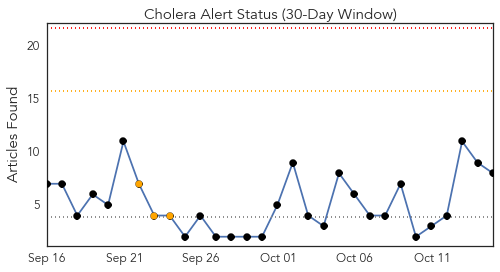 Cholera Alert Status (30-Day Window)
Articles Found
20
15
10
5
Sep 16 Sep 21 Sep 26 Oct 01 Oct 06 Oct 11